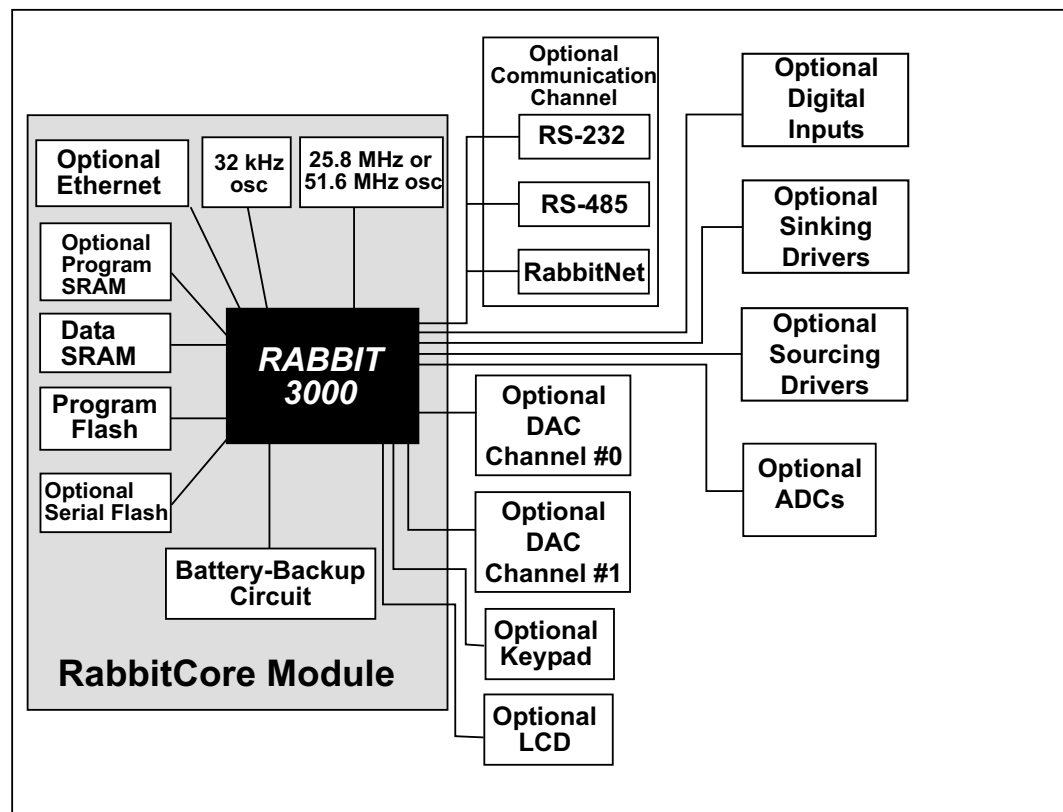 Optional
Communication
Channel
RS-232
RS-485
RabbitNet
Optional
Digital
Inputs
Optional
Sinking
Drivers
Optional
Sourcing
Drivers
Optional
ADCs
Optional
Ethernet
32 kHz
osc
25.8 MHz or
51.6 MHz osc
Optional
Program
SRAM
Data
SRAM
Program
Flash
Optional
Serial Flash
RABBIT
3000
Battery-Backup
Circuit
RabbitCore Module
Optional
DAC
Channel #0
Optional
DAC
Channel #1
Optional
Keypad
Optional
LCD